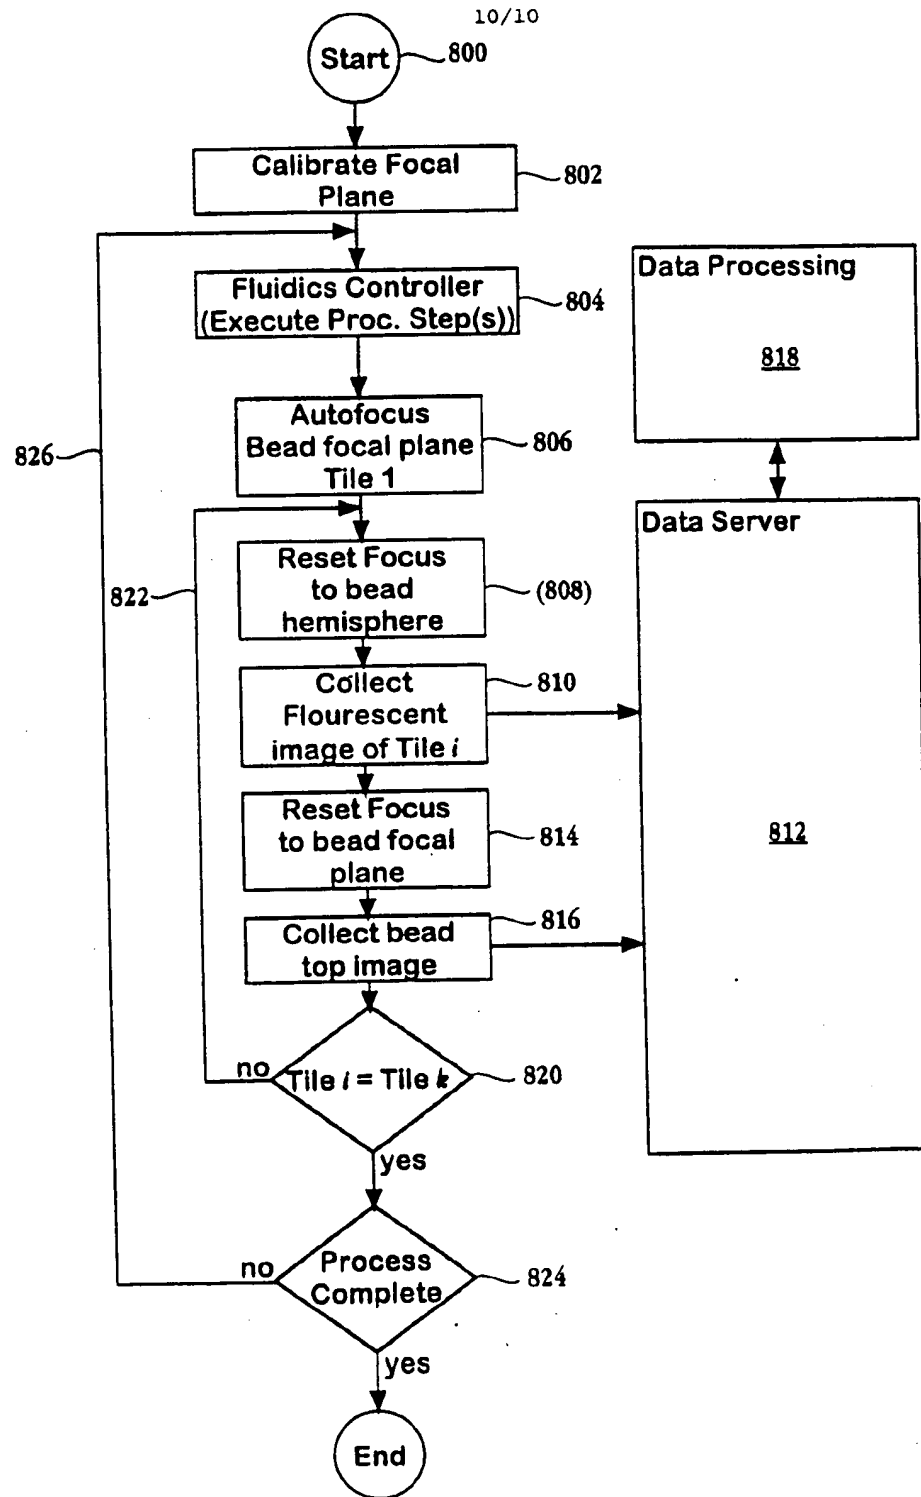 10/10
Start
800
Calibrate Focal
Plane
802
Fluidics Controller
(Execute Proc. Step(s))
804
Data Processing
818
Autofocus
Bead focal plane
Tile 1
806
826
Data Server
812
Reset Focus
to bead
hemisphere
(808)
822
Collect
Flourescent
image of Tile i
810
Reset Focus
to bead focal
plane
814
Collect bead
top image
816
no
Tile i = Tile k
820
yes
no
Process
Complete
824
yes
End